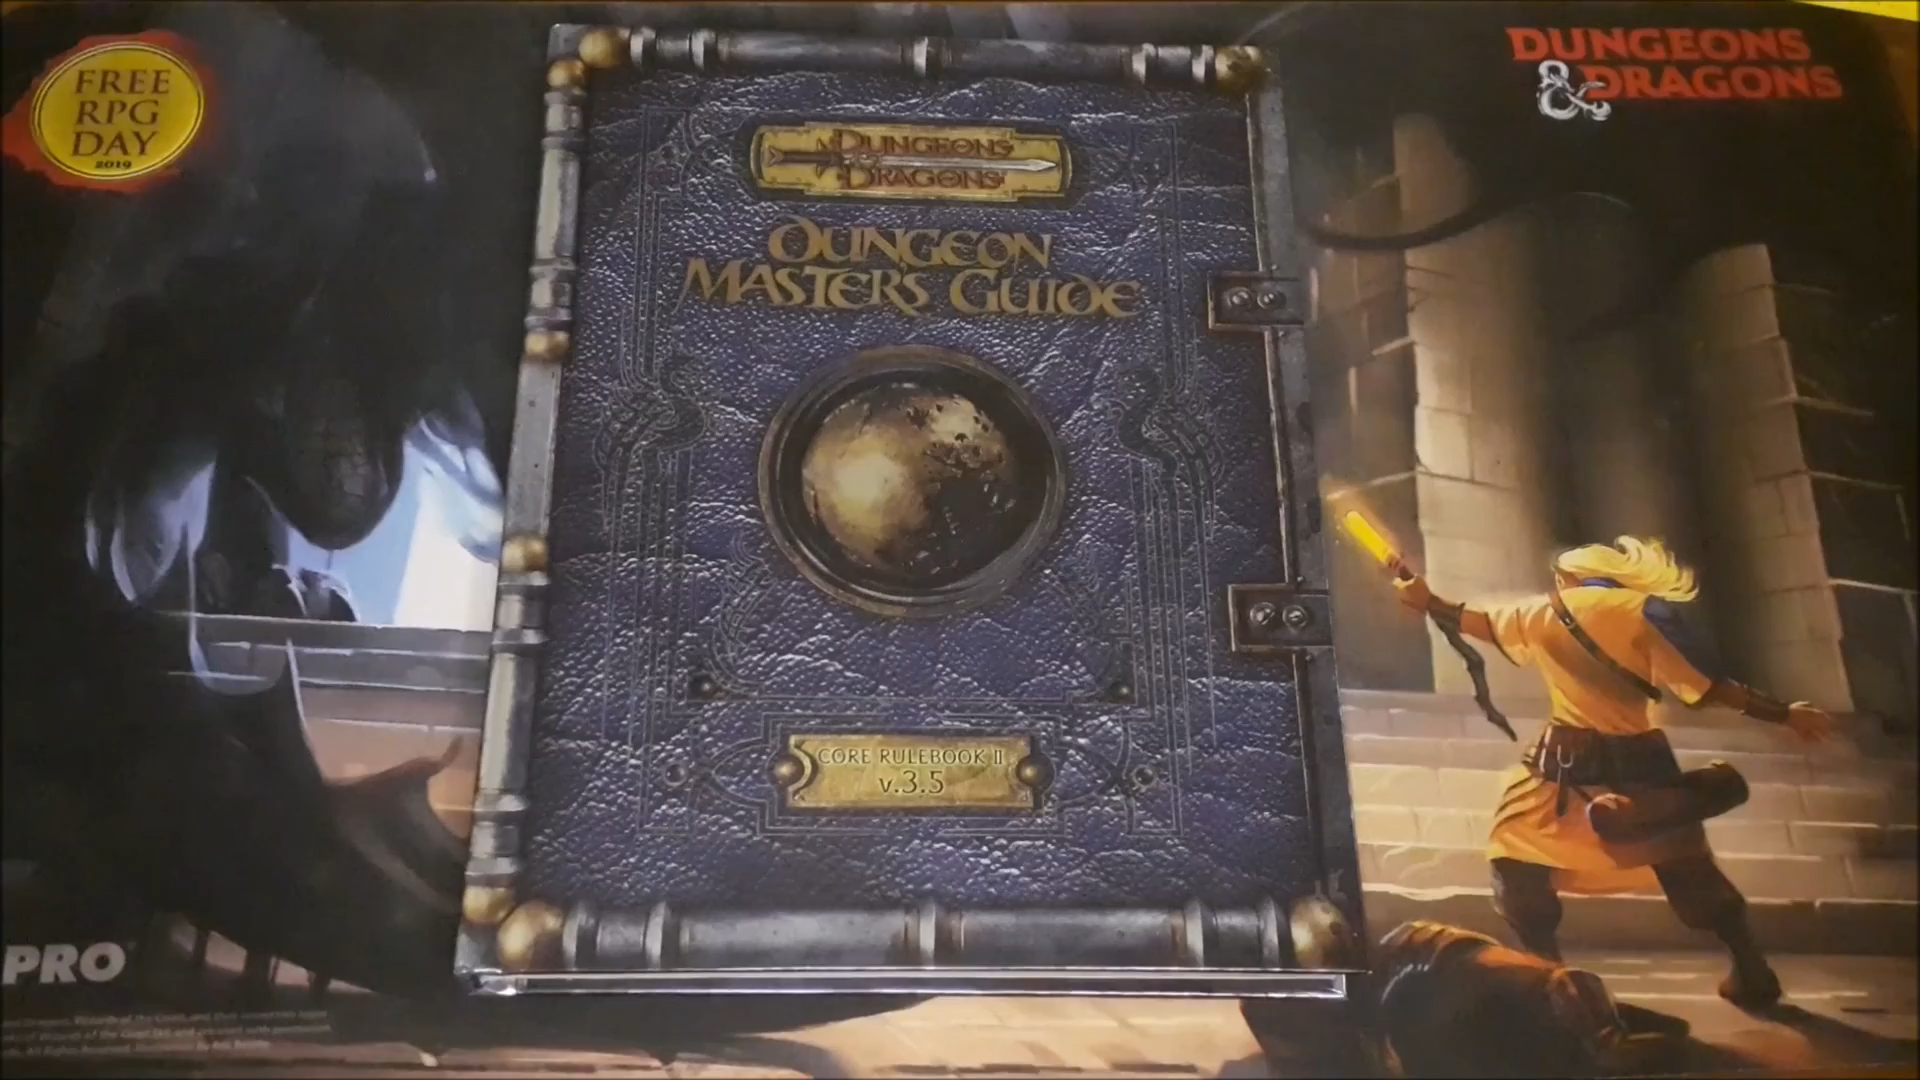 FREE
RPG
DAY
2019
DUNGEONS
& DRAGONS
DUNGEONS
DRAGONS
DUNGEON
MASTER'S GUIDE
CORE RULEBOOK II
v.3.5
PRO